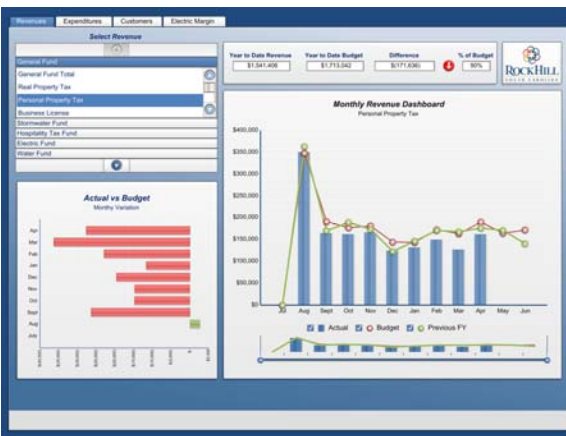 Revenues Expenditures Customers Electric Margin
Select Revenue
General Fund
General Fund Total
Real Property Tax
Personal Property Tax
Business License
Stormwater Fund
Hospitality Tax Fund
Electric Fund
Water Fund
Year to Date Revenue Year to Date Budget Difference % of Budget
$1,541,406 $1,713,042 $(171,636) 90%
ROCK HILL
SOUTH CAROLINA
Monthly Revenue Dashboard
Personal Property Tax
$400,000
$350,000
$300,000
$250,000
$200,000
$150,000
$100,000
$50,000
$0
Jul Aug Sept Oct Nov Dec Jan Feb Mar Apr May Jun
Actual Budget Previous FY
Actual vs Budget
Monthly Variation
Apr
Mar
Feb
Jan
Dec
Nov
Oct
Sept
Aug
July